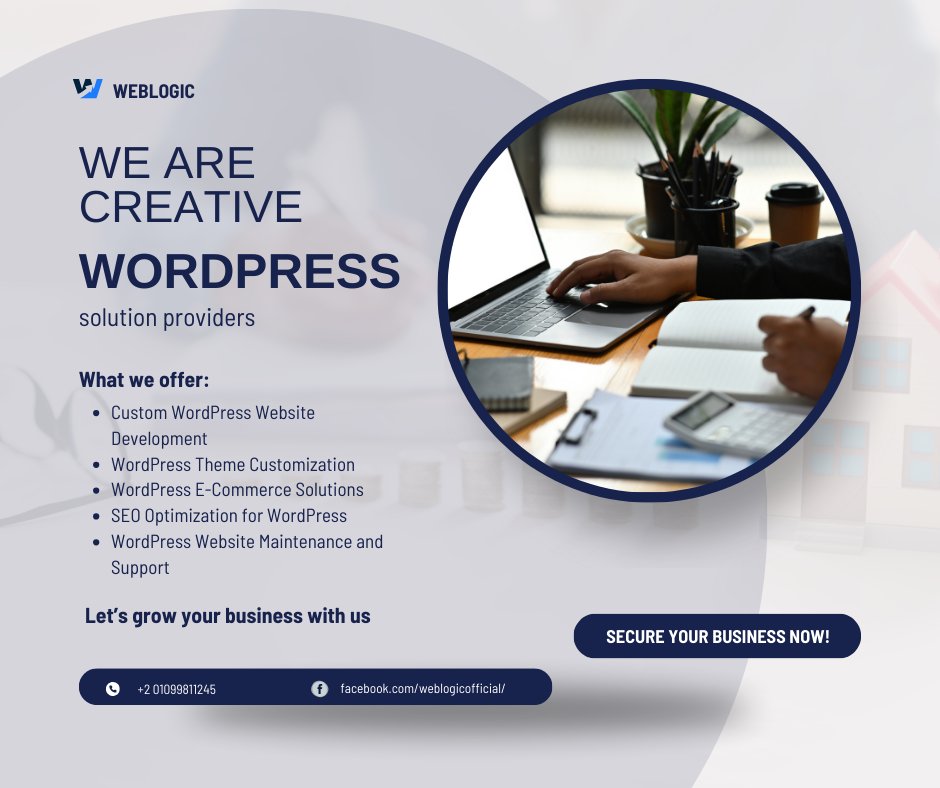 WEBLOGIC
WE ARE
CREATIVE
WORDPRESS
solution providers
What we offer:
• Custom WordPress Website
Development
• WordPress Theme Customization
• WordPress E-Commerce Solutions
• SEO Optimization for WordPress
• WordPress Website Maintenance and
Support
Let’s grow your business with us
SECURE YOUR BUSINESS NOW!
+2 01099811245
facebook.com/weblogicofficial/